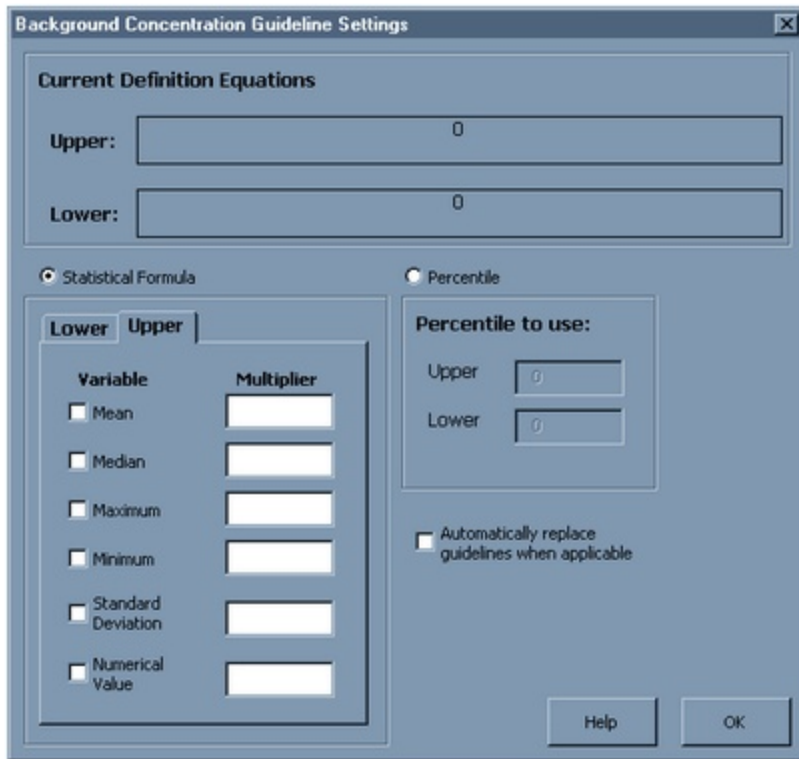 Background Concentration Guideline Settings
Current Definition Equations
Upper: 0
Lower: 0
Statistical Formula
Percentile
Lower Upper
Variable Multiplier
Mean
Median
Maximum
Minimum
Standard
Deviation
Numerical
Value
Percentile to use:
Upper 0
Lower 0
Automatically replace
guidelines when applicable
Help OK